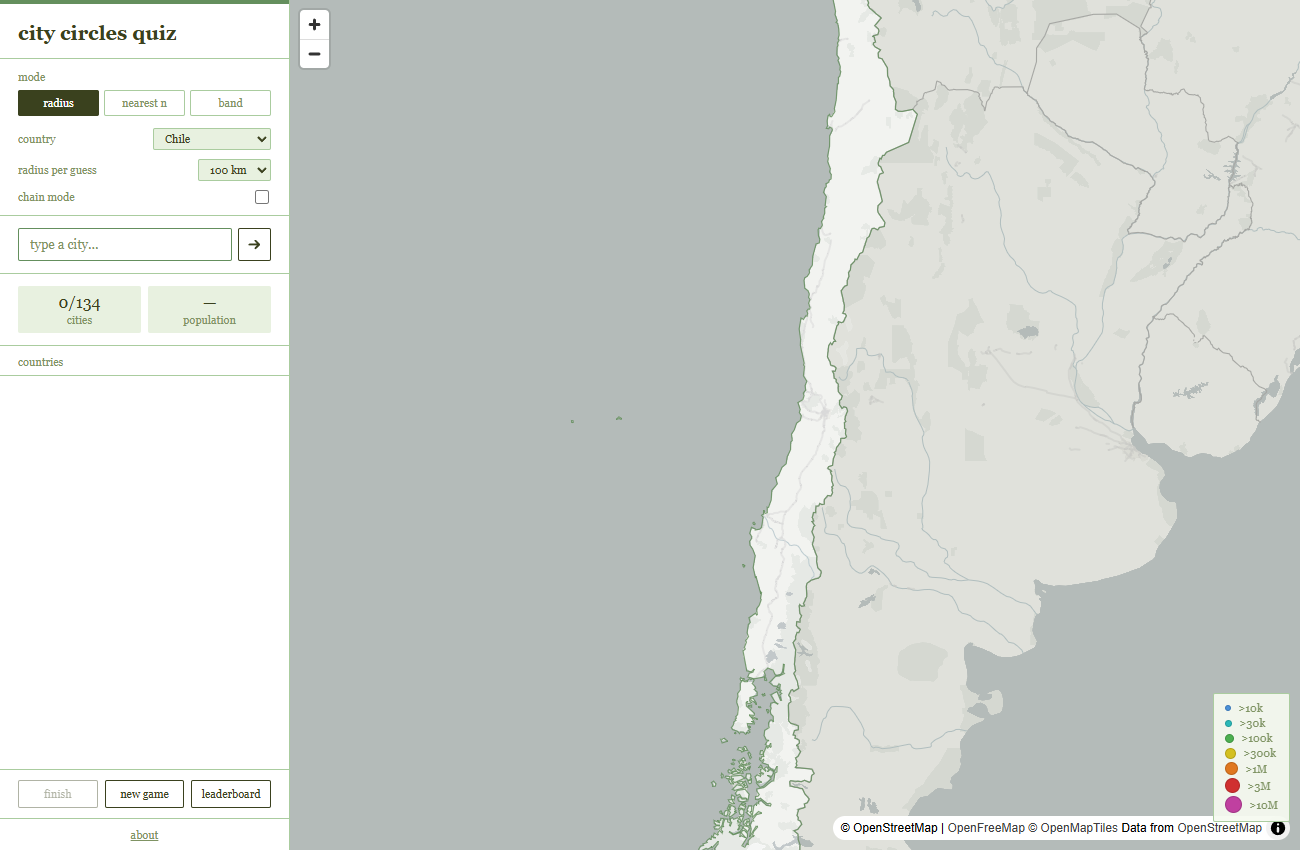 city circles quiz
mode
radius
nearest n
band
country
Chile
radius per guess
100 km
chain mode
type a city...
0/134
cities
—
population
countries
finish
new game
leaderboard
about
>10k
>30k
>100k
>300k
>1M
>3M
>10M
© OpenStreetMap | OpenFreeMap © OpenMapTiles Data from OpenStreetMap